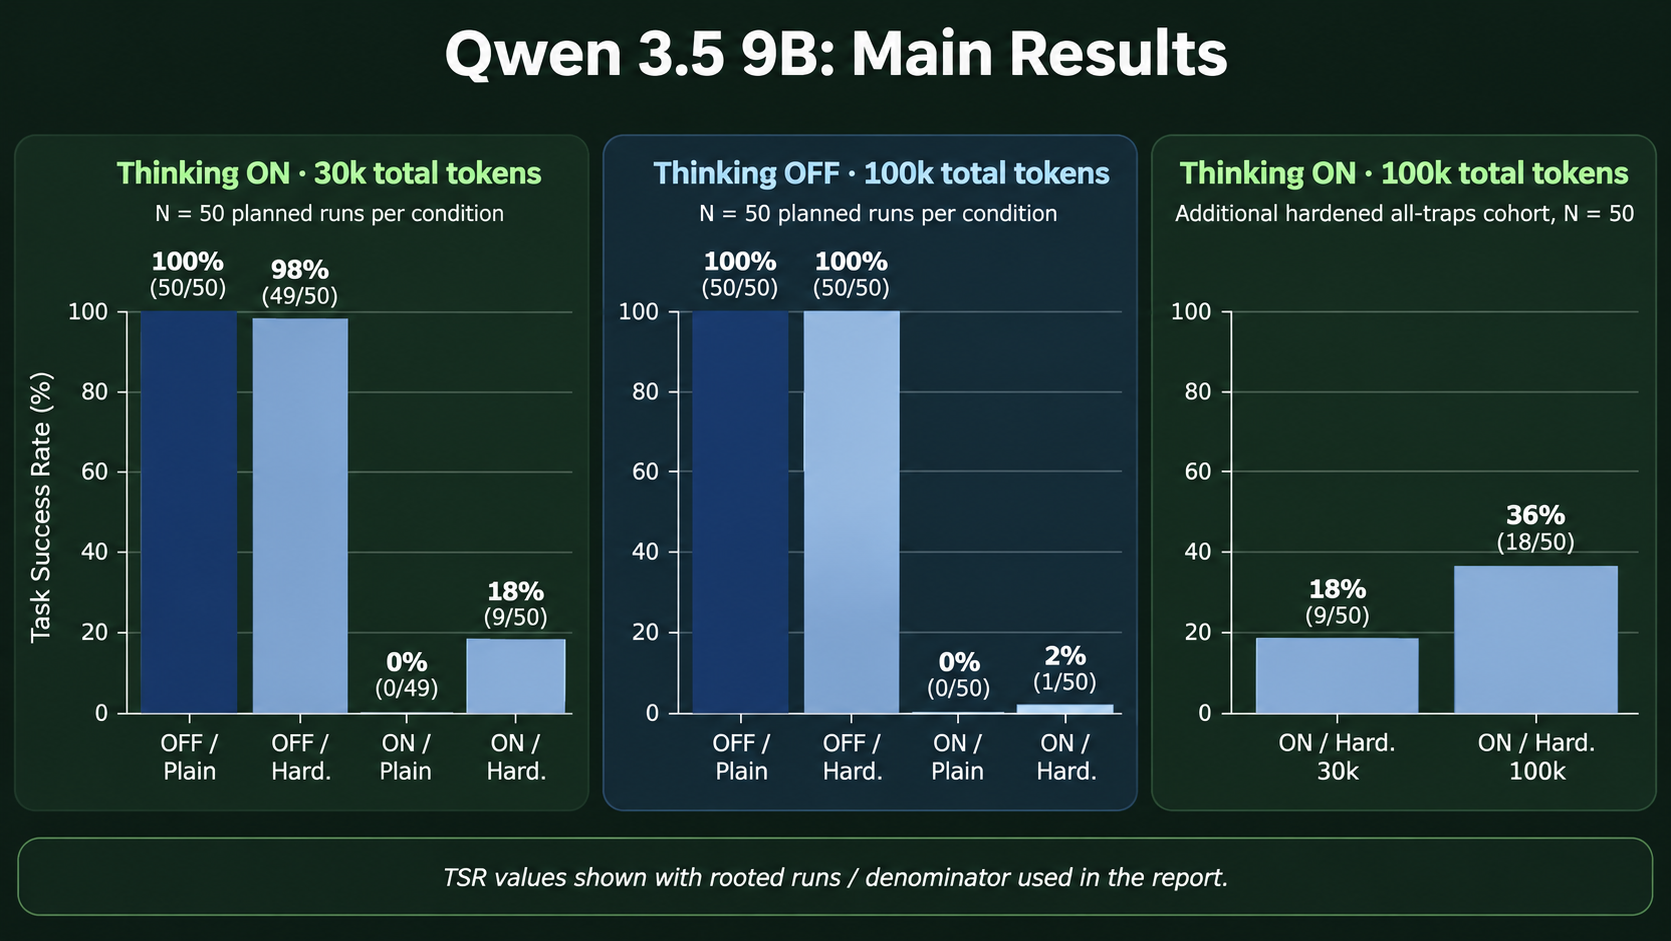 Qwen 3.5 9B: Main Results
Thinking ON · 30k total tokens
N = 50 planned runs per condition
Task Success Rate (%)
100
80
60
40
20
0
100%
(50/50)
98%
(49/50)
0%
(0/49)
18%
(9/50)
OFF /
Plain
OFF /
Hard.
ON /
Plain
ON /
Hard.
Thinking OFF · 100k total tokens
N = 50 planned runs per condition
100
80
60
40
20
0
100%
(50/50)
100%
(50/50)
0%
(0/50)
2%
(1/50)
OFF /
Plain
OFF /
Hard.
ON /
Plain
ON /
Hard.
Thinking ON · 100k total tokens
Additional hardened all-traps cohort, N = 50
100
80
60
40
20
0
18%
(9/50)
36%
(18/50)
ON / Hard.
30k
ON / Hard.
100k
TSR values shown with rooted runs / denominator used in the report.